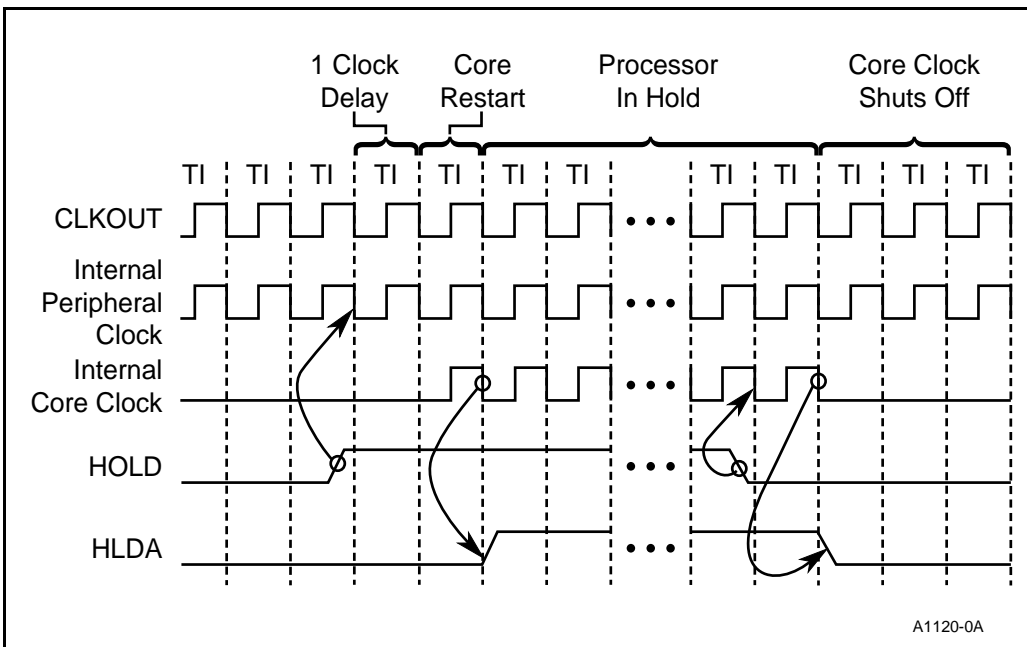 1 Clock
Delay
Core
Restart
Processor
In Hold
Core Clock
Shuts Off
TI TI TI TI TI TI TI TI TI TI TI TI
CLKOUT
Internal
Peripheral
Clock
Internal
Core Clock
HOLD
HLDA
A1120-0A